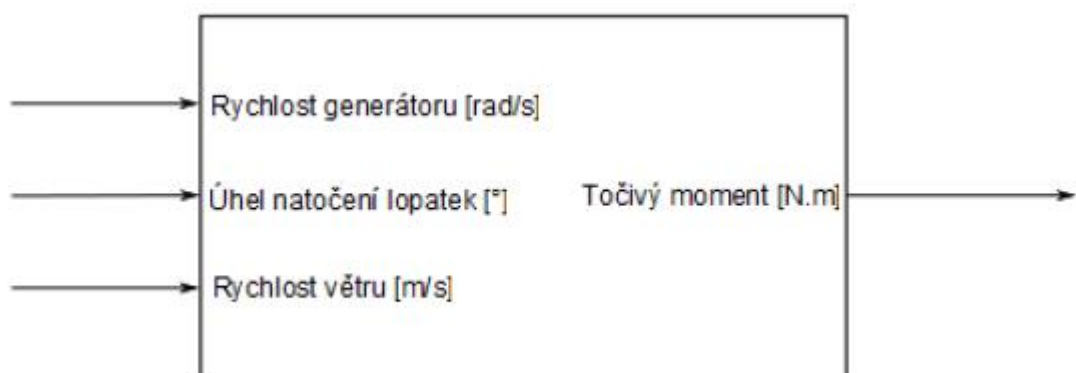 Rychlost generátoru [rad/s]
Úhel natočení lopatek [°]
Točivý moment [N.m]
Rychlost větru [m/s]